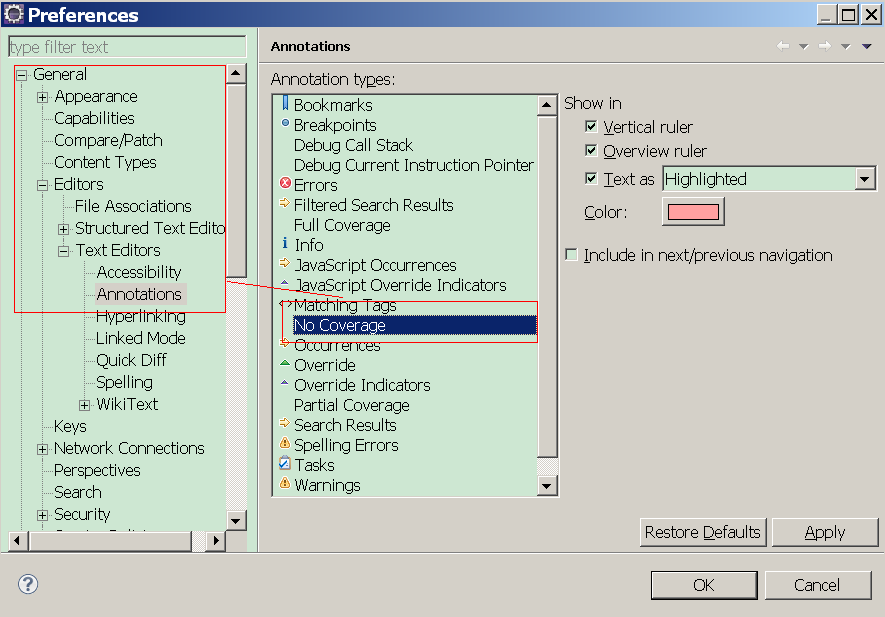 Preferences
type filter text
General
Appearance
Capabilities
Compare/Patch
Content Types
Editors
File Associations
Structured Text Edito
Text Editors
Accessibility
Annotations
Hyperlinking
Linked Mode
Quick Diff
Spelling
WikiText
Keys
Network Connections
Perspectives
Search
Security
Annotations
Annotation types:
Bookmarks
Breakpoints
Debug Call Stack
Debug Current Instruction Pointer
Errors
Filtered Search Results
Full Coverage
Info
JavaScript Occurrences
JavaScript Override Indicators
Matching Tags
No Coverage
Occurrences
Override
Override Indicators
Partial Coverage
Search Results
Spelling Errors
Tasks
Warnings
Show in
Vertical ruler
Overview ruler
Text as Highlighted
Color:
Include in next/previous navigation
Restore Defaults Apply
OK Cancel